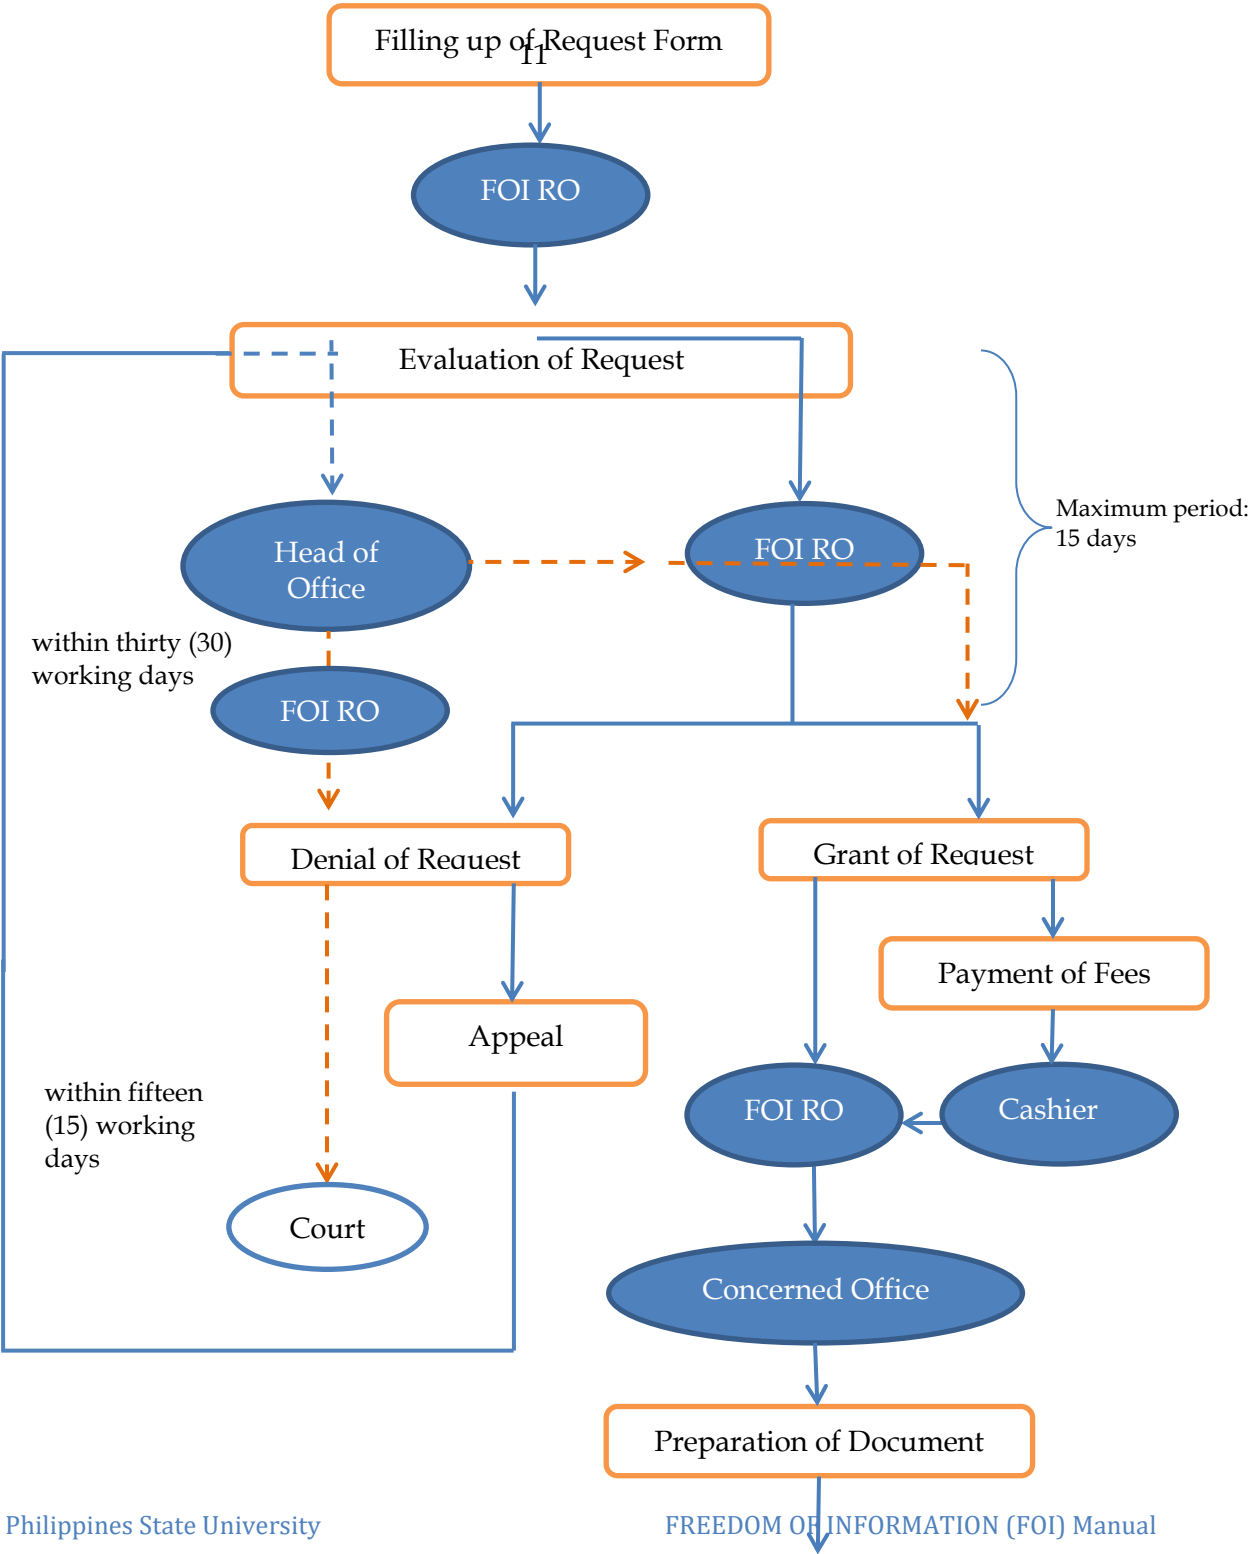 Filling up of Request Form
11
FOI RO
Evaluation of Request
Maximum period:
15 days
Head of
Office
FOI RO
within thirty (30)
working days
FOI RO
Denial of Request
Grant of Request
Payment of Fees
Appeal
within fifteen
(15) working
days
FOI RO
Cashier
Court
Concerned Office
Preparation of Document
Philippines State University
FREEDOM OF INFORMATION (FOI) Manual